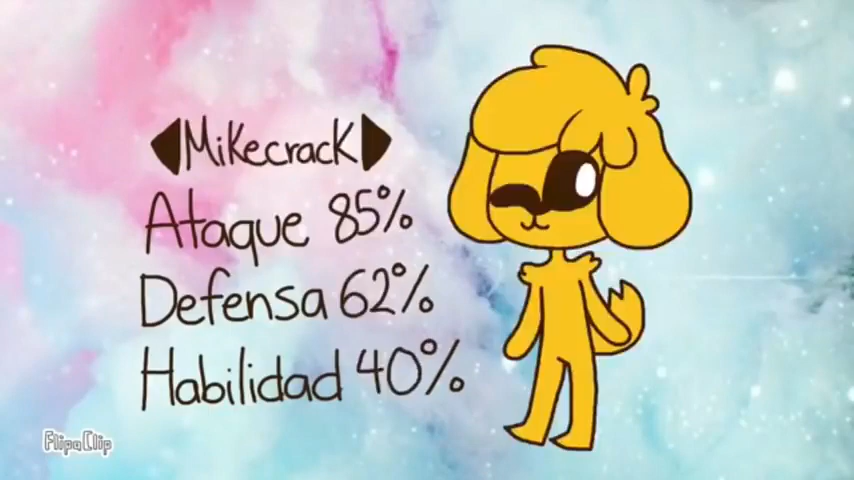 Mikecrack
Ataque 85%
Defensa 62%
Habilidad 40%
FlipaClip